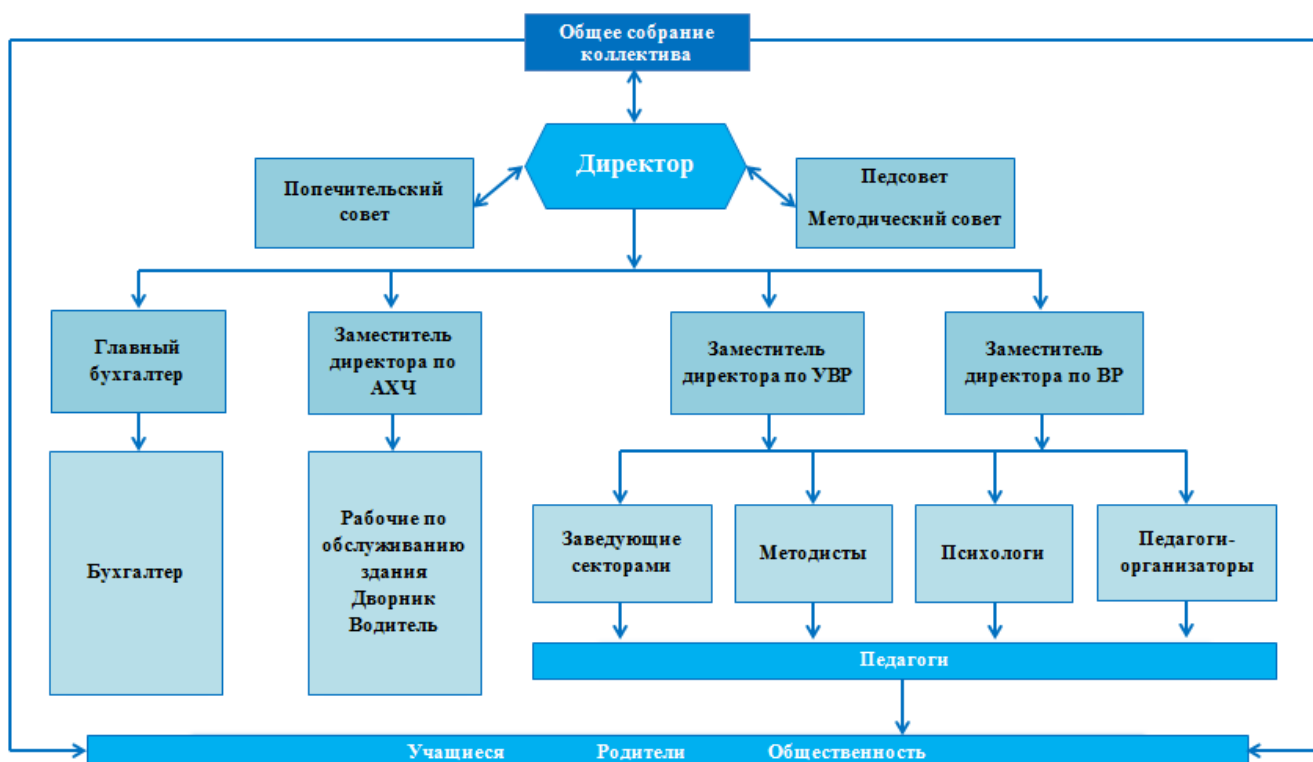 Общее собрание
коллектива
Директор
Попечительский
совет
Педсовет
Методический совет
Главный
бухгалтер
Заместитель
директора по
АХЧ
Заместитель
директора по УВР
Заместитель
директора по ВР
Бухгалтер
Рабочие по
обслуживанию
здания
Дворник
Водитель
Заведующие
секторами
Методисты
Психологи
Педагоги-
организаторы
Педагоги
Учащиеся Родители Общественность